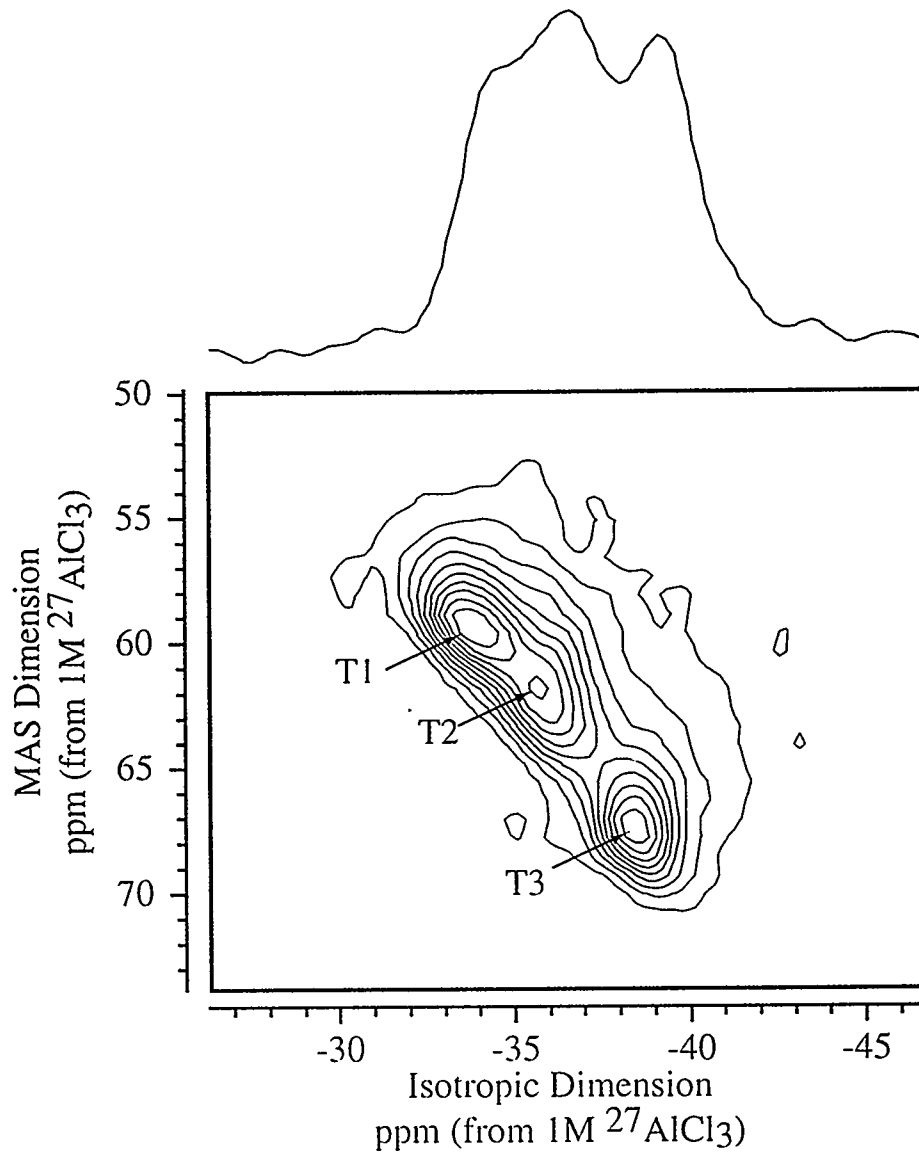 50
55
60
65
70
MAS Dimension
ppm (from 1M 27AlCl3)
T1
T2
T3
-30
-35
-40
-45
Isotropic Dimension
ppm (from 1M 27AlCl3)